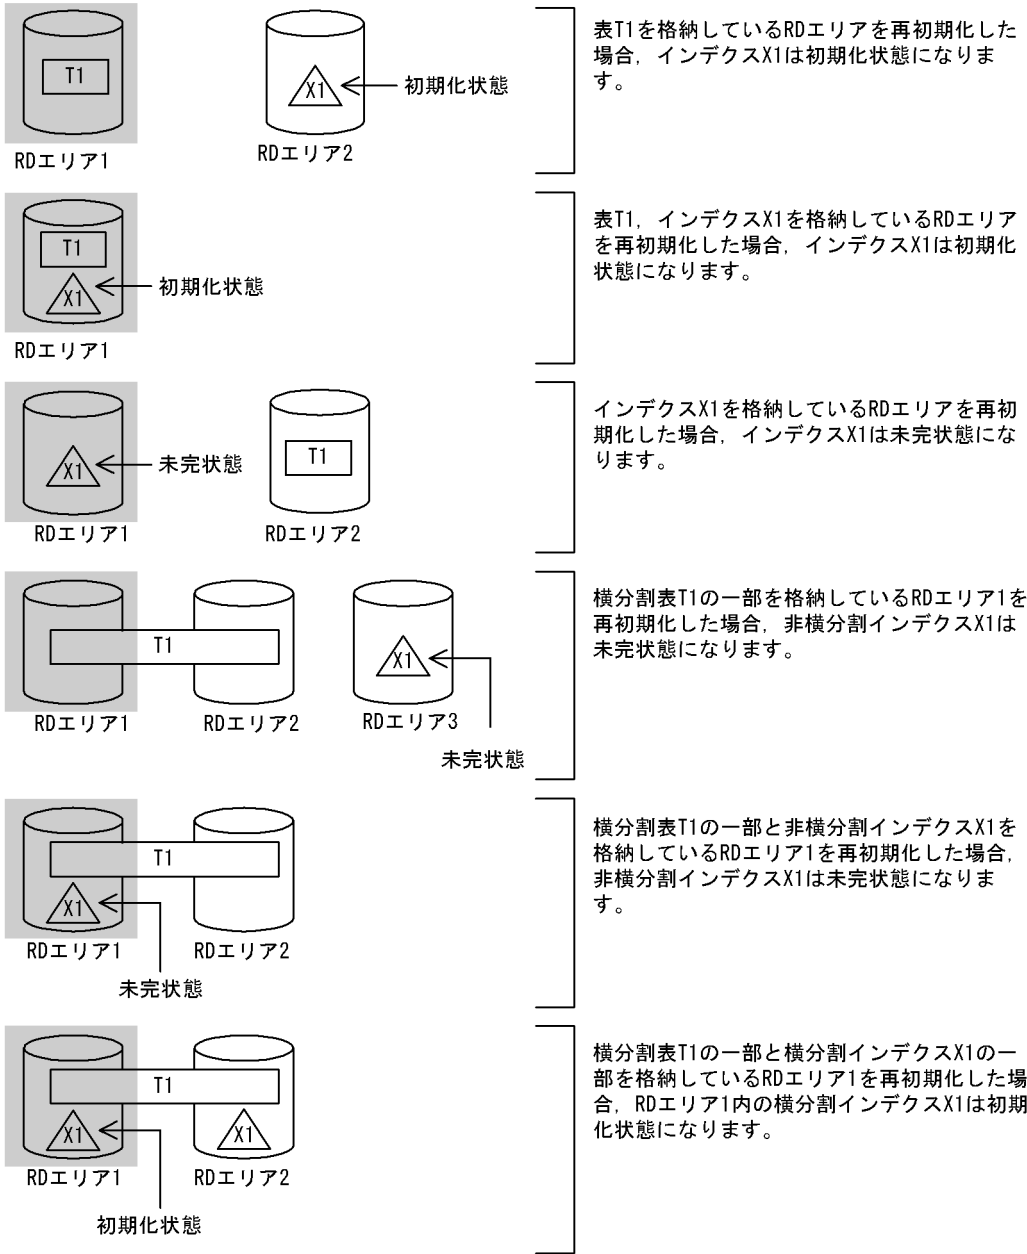 T1
X1
初期化状態
RDエリア1
RDエリア2
表T1を格納しているRDエリアを再初期化した
場合，インデクスX1は初期化状態になりま
す。
T1
X1
初期化状態
RDエリア1
表T1，インデクスX1を格納しているRDエリア
を再初期化した場合，インデクスX1は初期化
状態になります。
X1
未完状態
T1
RDエリア1
RDエリア2
インデクスX1を格納しているRDエリアを再初
期化した場合，インデクスX1は未完状態にな
ります。
T1
X1
RDエリア1
RDエリア2
RDエリア3
未完状態
横分割表T1の一部を格納しているRDエリア1を
再初期化した場合，非横分割インデクスX1は
未完状態になります。
T1
X1
RDエリア1
RDエリア2
未完状態
横分割表T1の一部と非横分割インデクスX1を
格納しているRDエリア1を再初期化した場合，
非横分割インデクスX1は未完状態になりま
す。
T1
X1
X1
RDエリア1
RDエリア2
初期化状態
横分割表T1の一部と横分割インデクスX1の一
部を格納しているRDエリア1を再初期化した場
合，RDエリア1内の横分割インデクスX1は初期
化状態になります。